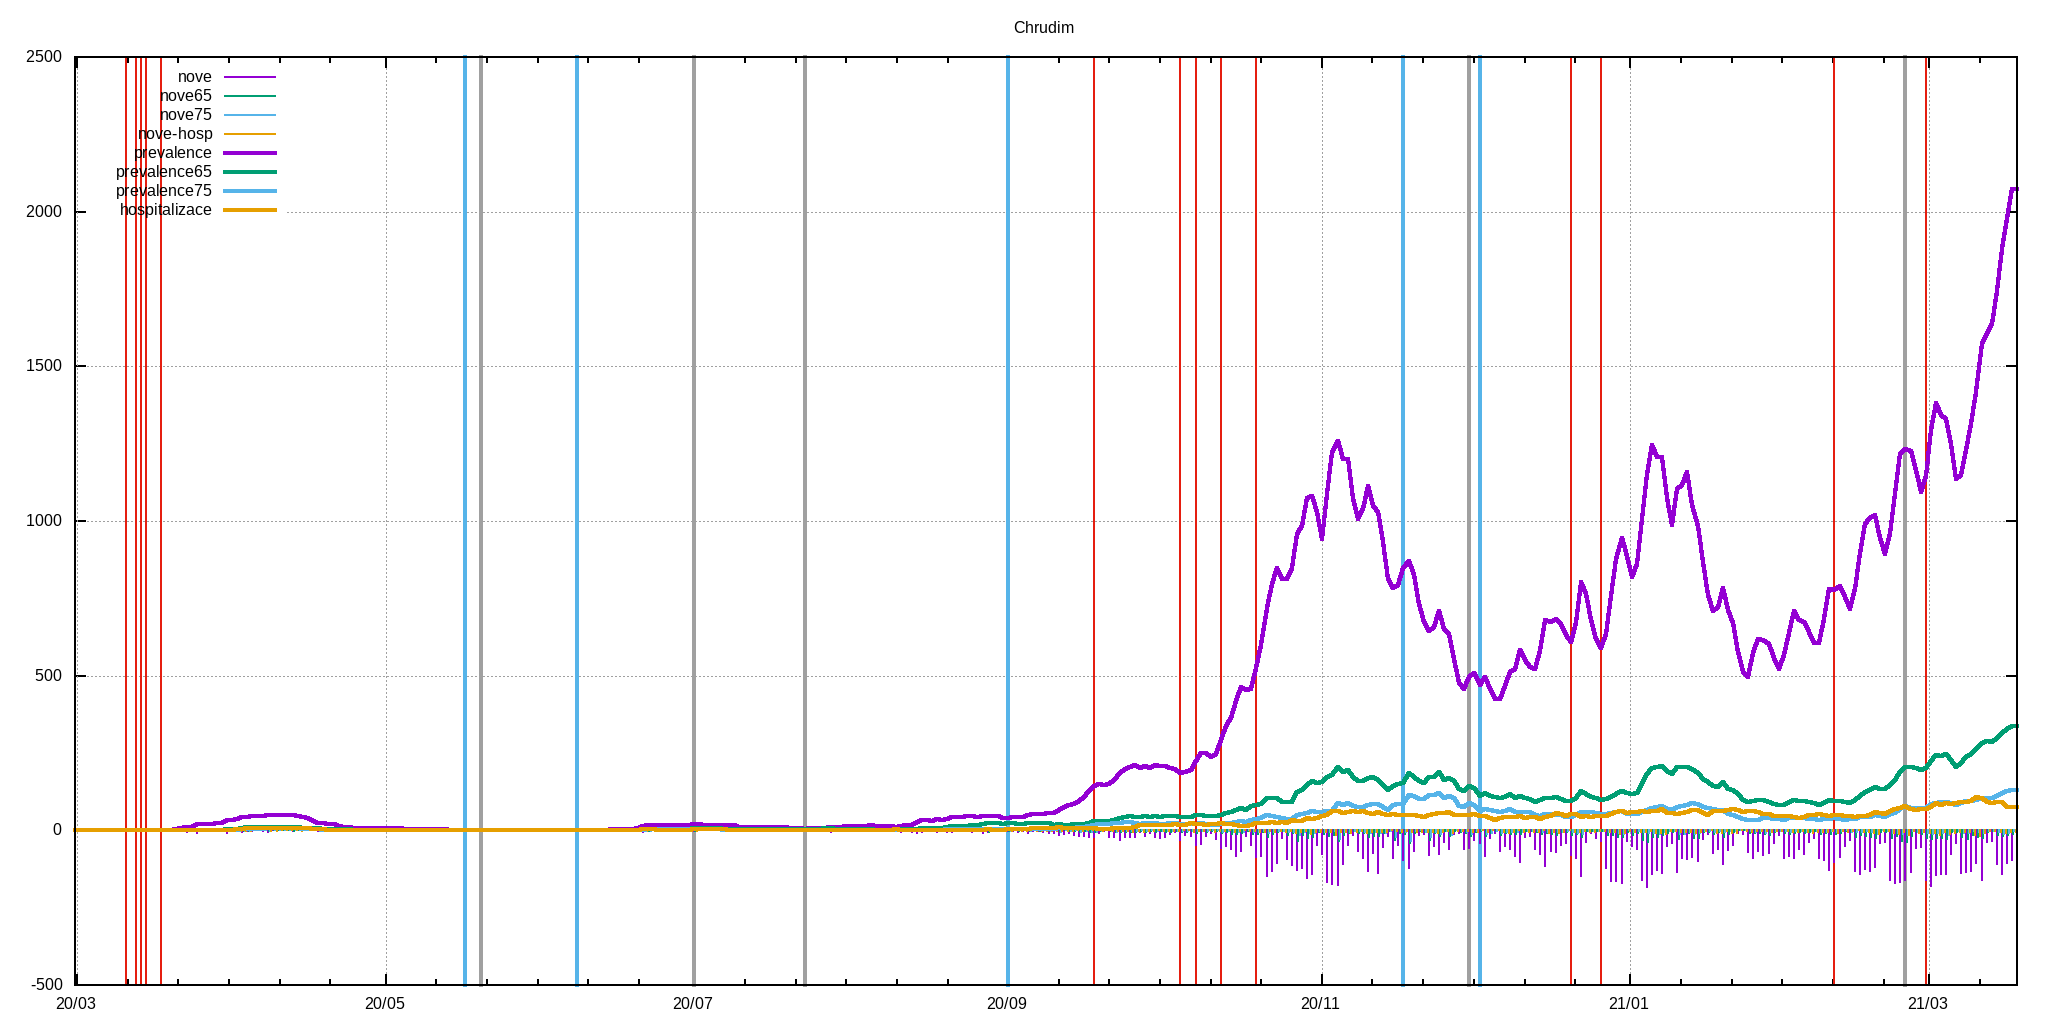 Chrudim
2500
2000
1500
1000
500
0
-500
nove
nove65
nove75
nove-hosp
prevalence
prevalence65
prevalence75
hospitalizace
20/03 20/05 20/07 20/09 20/11 21/01 21/03